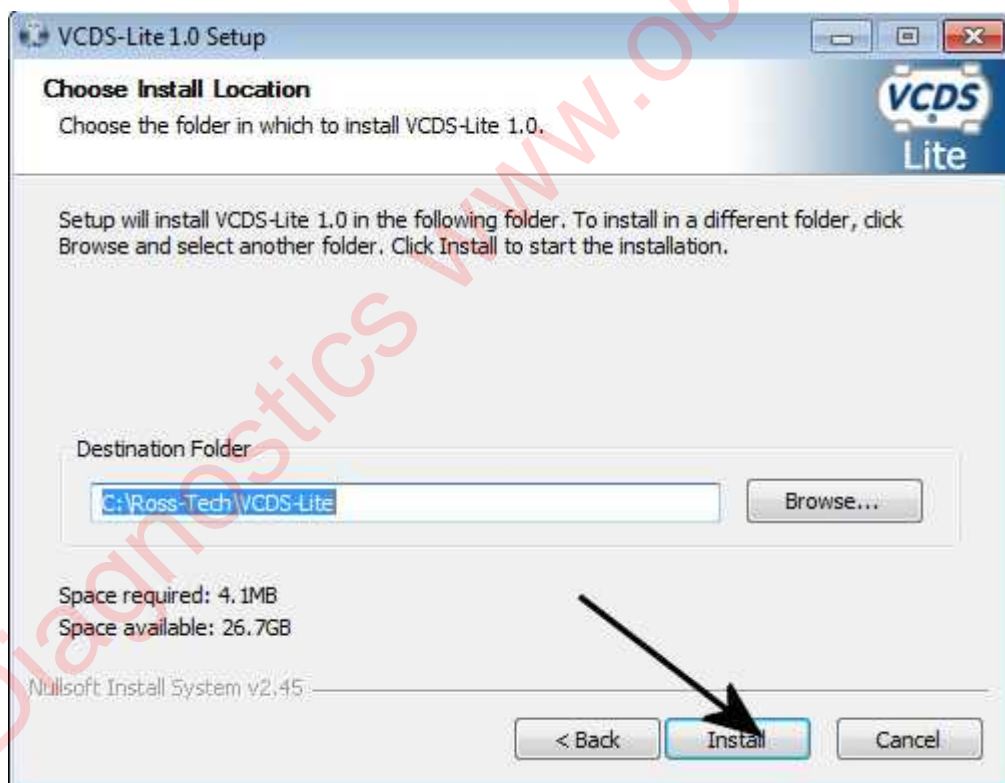 VCDS-Lite 1.0 Setup
Choose Install Location
Choose the folder in which to install VCDS-Lite 1.0.
VCDS
Lite
Setup will install VCDS-Lite 1.0 in the following folder. To install in a different folder, click
Browse and select another folder. Click Install to start the installation.
Destination Folder
C:\Ross-Tech\VCDS-Lite
Browse...
Space required: 4.1MB
Space available: 26.7GB
Nullsoft Install System v2.45
< Back
Install
Cancel
Diagnostics www.ob